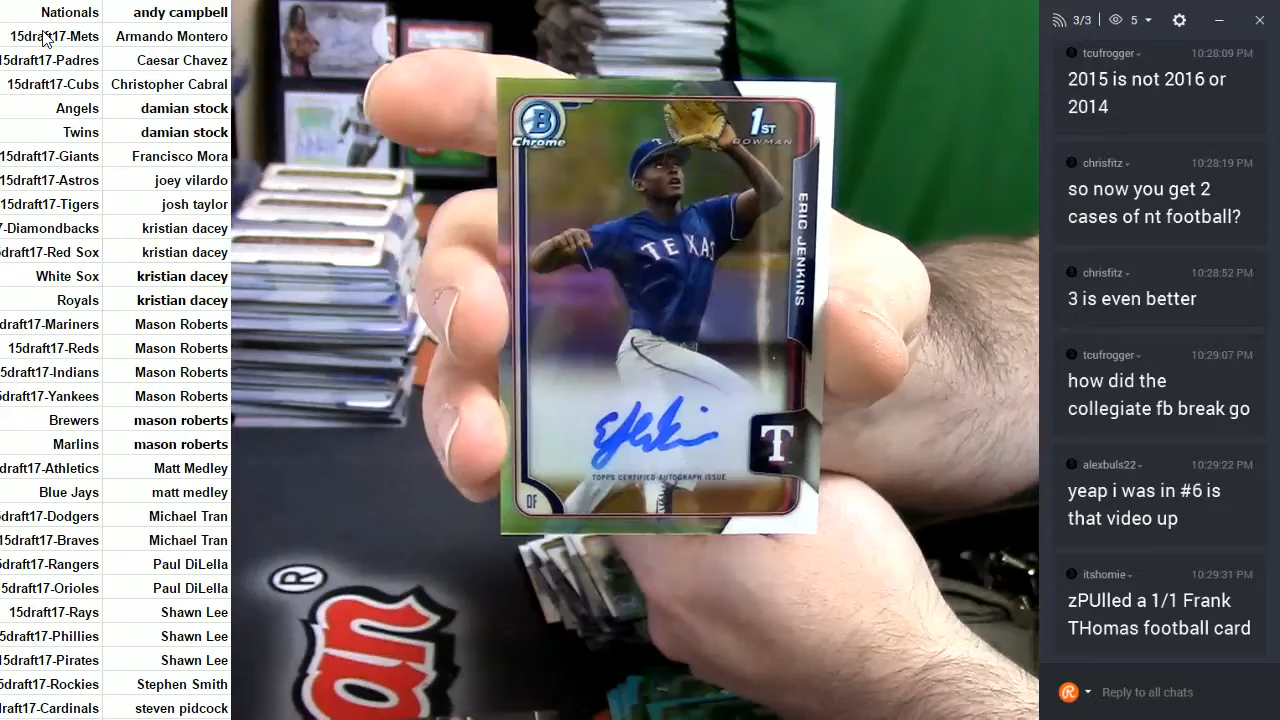 Nationals andy campbell
15draft17-Mets Armando Montero
15draft17-Padres Caesar Chavez
15draft17-Cubs Christopher Cabral
Angels damian stock
Twins damian stock
15draft17-Giants Francisco Mora
15draft17-Astros joey vilardo
15draft17-Tigers josh taylor
7-Diamondbacks kristian dacey
draft17-Red Sox kristian dacey
White Sox kristian dacey
Royals kristian dacey
draft17-Mariners Mason Roberts
15draft17-Reds Mason Roberts
5draft17-Indians Mason Roberts
5draft17-Yankees Mason Roberts
Brewers mason roberts
Marlins mason roberts
draft17-Athletics Matt Medley
Blue Jays matt medley
5draft17-Dodgers Michael Tran
15draft17-Braves Michael Tran
5draft17-Rangers Paul DiLella
5draft17-Orioles Paul DiLella
15draft17-Rays Shawn Lee
5draft17-Phillies Shawn Lee
15draft17-Pirates Shawn Lee
5draft17-Rockies Stephen Smith
raft17-Cardinals steven pidcock
B
Chrome
1ST
BOWMAN
TEXAS
ERIC JENKINS
T
TOPPS CERTIFIED AUTOGRAPH ISSUE
OF
®
an
3/3 5
tcufrogger 10:28:09 PM
2015 is not 2016 or
2014
chrisfitz 10:28:19 PM
so now you get 2
cases of nt football?
chrisfitz 10:28:52 PM
3 is even better
tcufrogger 10:29:07 PM
how did the
collegiate fb break go
alexbuls22 10:29:22 PM
yeap i was in #6 is
that video up
itshomie 10:29:31 PM
zPUlled a 1/1 Frank
THomas football card
Reply to all chats